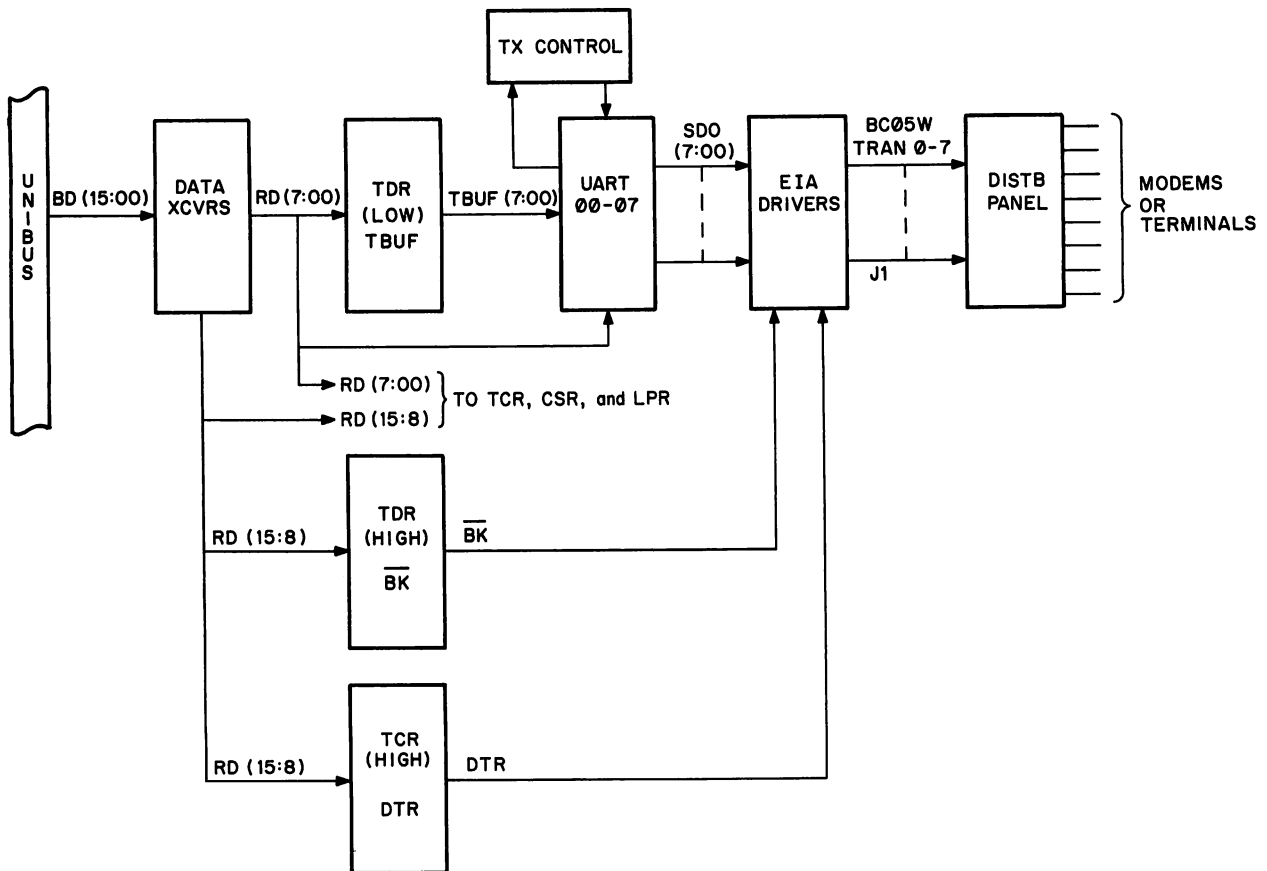 TX CONTROL
UNIBUS
BD (15:00)
DATA
XCVRS
RD (7:00)
TDR
(LOW)
TBUF
TBUF (7:00)
UART
00-07
SDO
(7:00)
EIA
DRIVERS
BC05W
TRAN 0-7
J1
DISTB
PANEL
MODEMS
OR
TERMINALS
RD (7:00)
RD (15:8)
TO TCR, CSR, and LPR
RD (15:8)
TDR
(HIGH)
B̅K̅
B̅K̅
RD (15:8)
TCR
(HIGH)
DTR
DTR